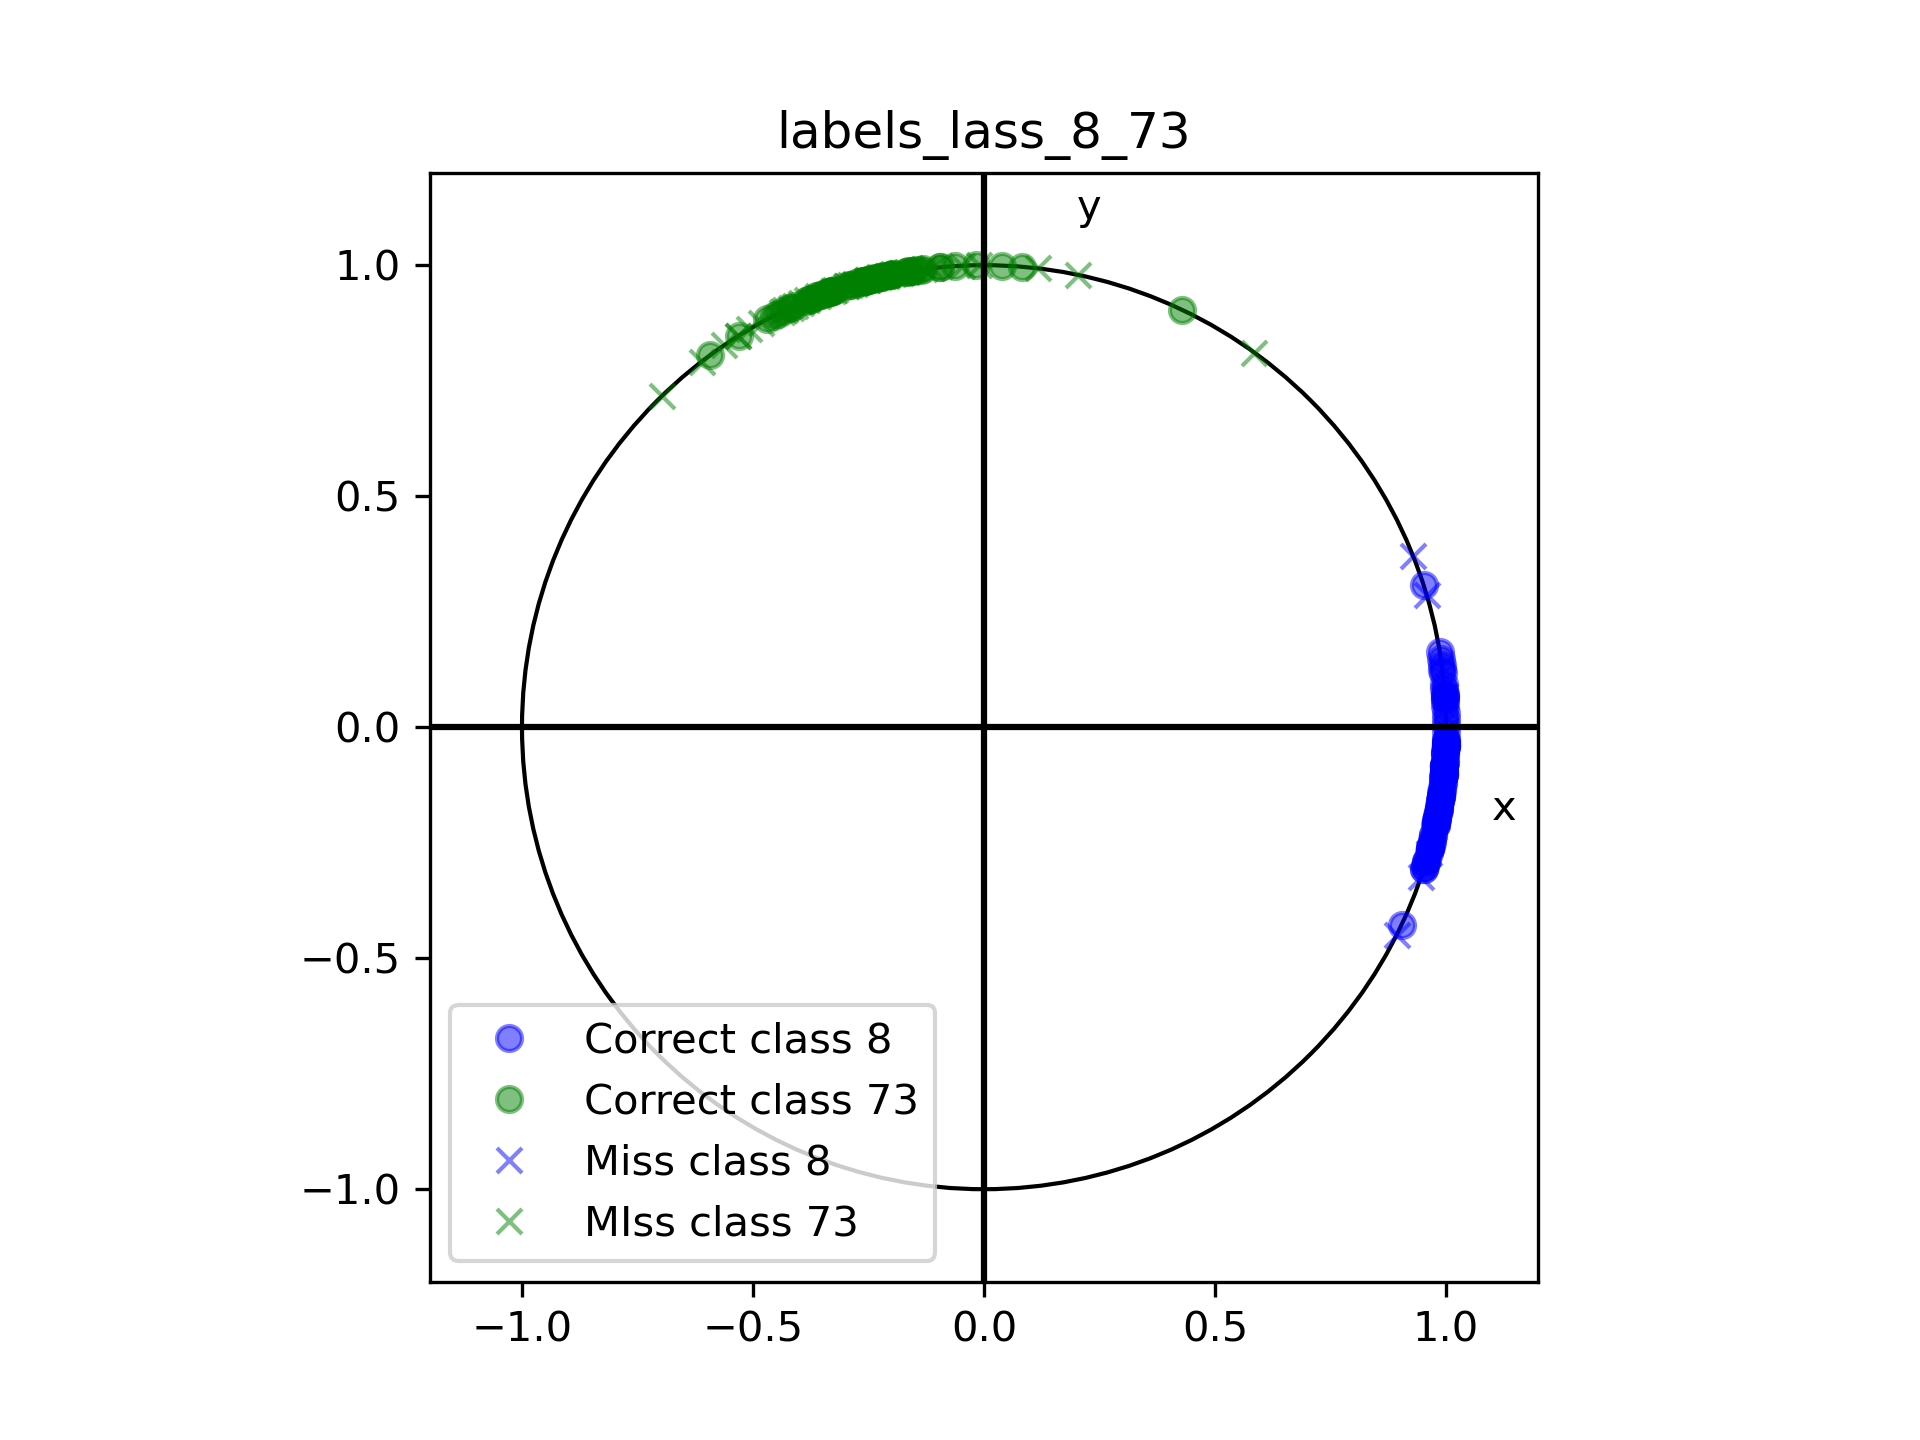 labels_lass_8_73
y
1.0
0.5
0.0
x
−0.5
−1.0
Correct class 8
Correct class 73
Miss class 8
MIss class 73
−1.0 −0.5 0.0 0.5 1.0